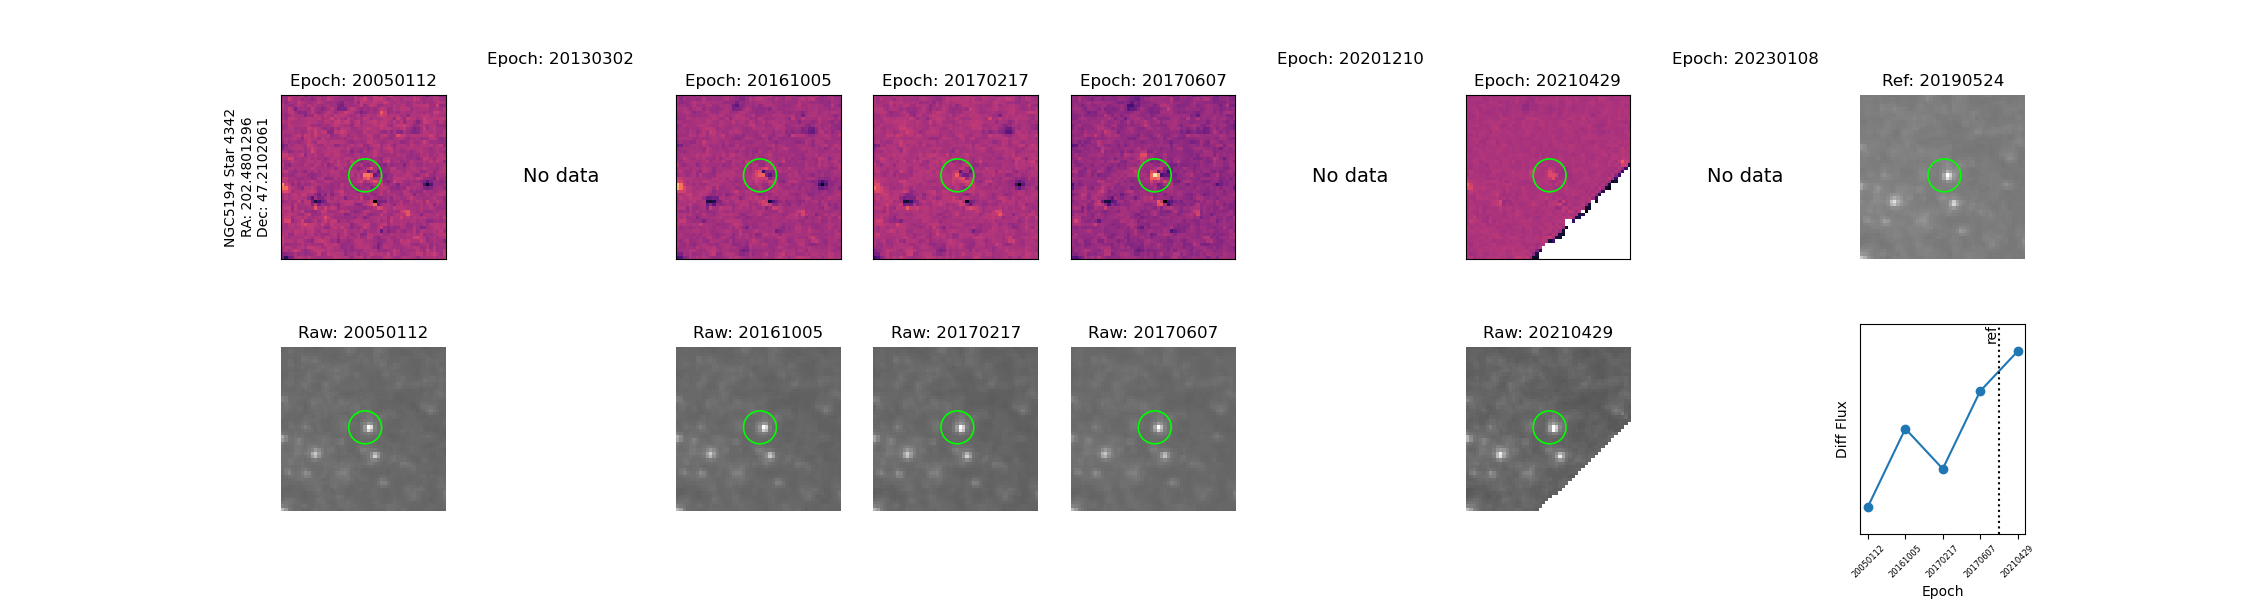 Epoch: 20130302
Epoch: 20201210
Epoch: 20230108
Epoch: 20050112
Epoch: 20161005
Epoch: 20170217
Epoch: 20170607
Epoch: 20210429
Ref: 20190524
NGC5194 Star 4342
RA: 202.4801296
Dec: 47.2102061
No data
No data
No data
Raw: 20050112
Raw: 20161005
Raw: 20170217
Raw: 20170607
Raw: 20210429
ref
Diff Flux
20050112
20161005
20170217
20170607
20210429
Epoch